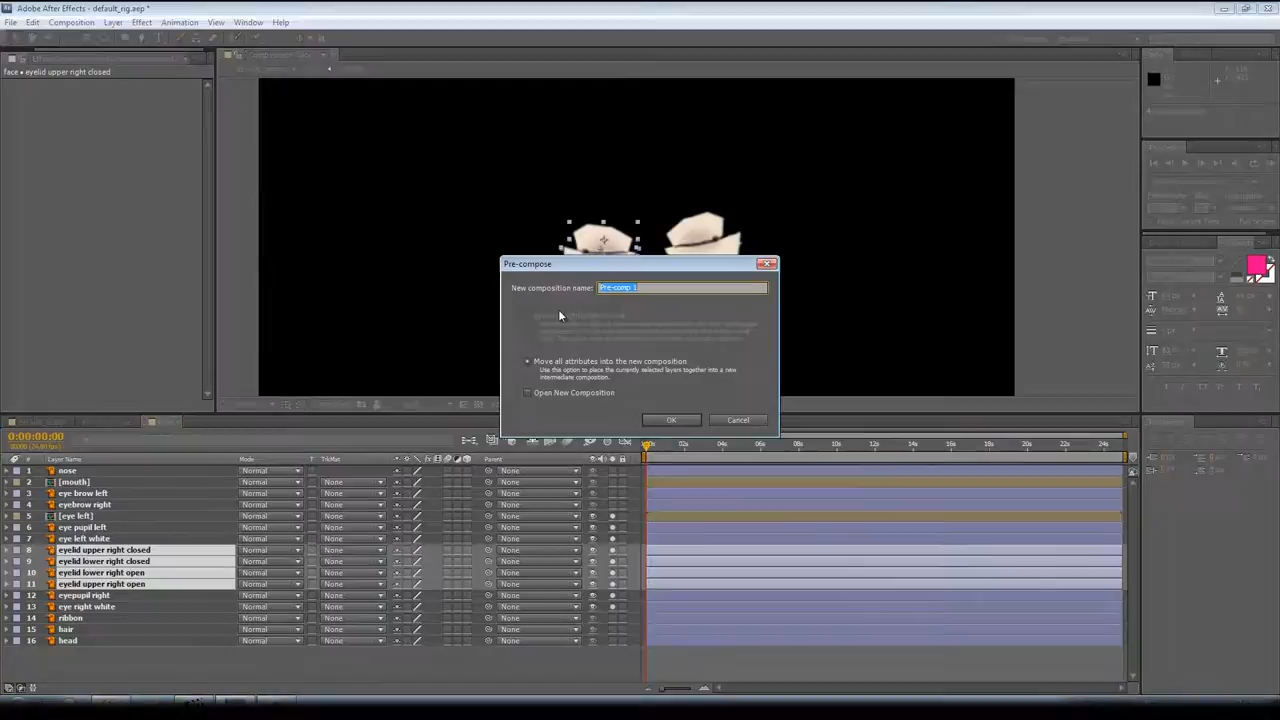 Adobe After Effects - default_rig.aep *
File Edit Composition Layer Effect Animation View Window Help
face • eyelid upper right closed
Pre-compose
New composition name: Pre-comp 1
Move all attributes into the new composition
Use this option to place the currently selected layers together into a new
intermediate composition.
Open New Composition
OK Cancel
0:00:00:00
# Layer Name Mode T TrkMat Parent
02s 04s 06s 08s 10s 12s 14s 16s 18s 20s 22s 24s
1 nose Normal None
2 [mouth] Normal None None
3 eye brow left Normal None None
4 eyebrow right Normal None None
5 [eye left] Normal None None
6 eye pupil left Normal None None
7 eye left white Normal None None
8 eyelid upper right closed Normal None None
9 eyelid lower right closed Normal None None
10 eyelid lower right open Normal None None
11 eyelid upper right open Normal None None
12 eyepupil right Normal None None
13 eye right white Normal None None
14 ribbon Normal None None
15 hair Normal None None
16 head Normal None None